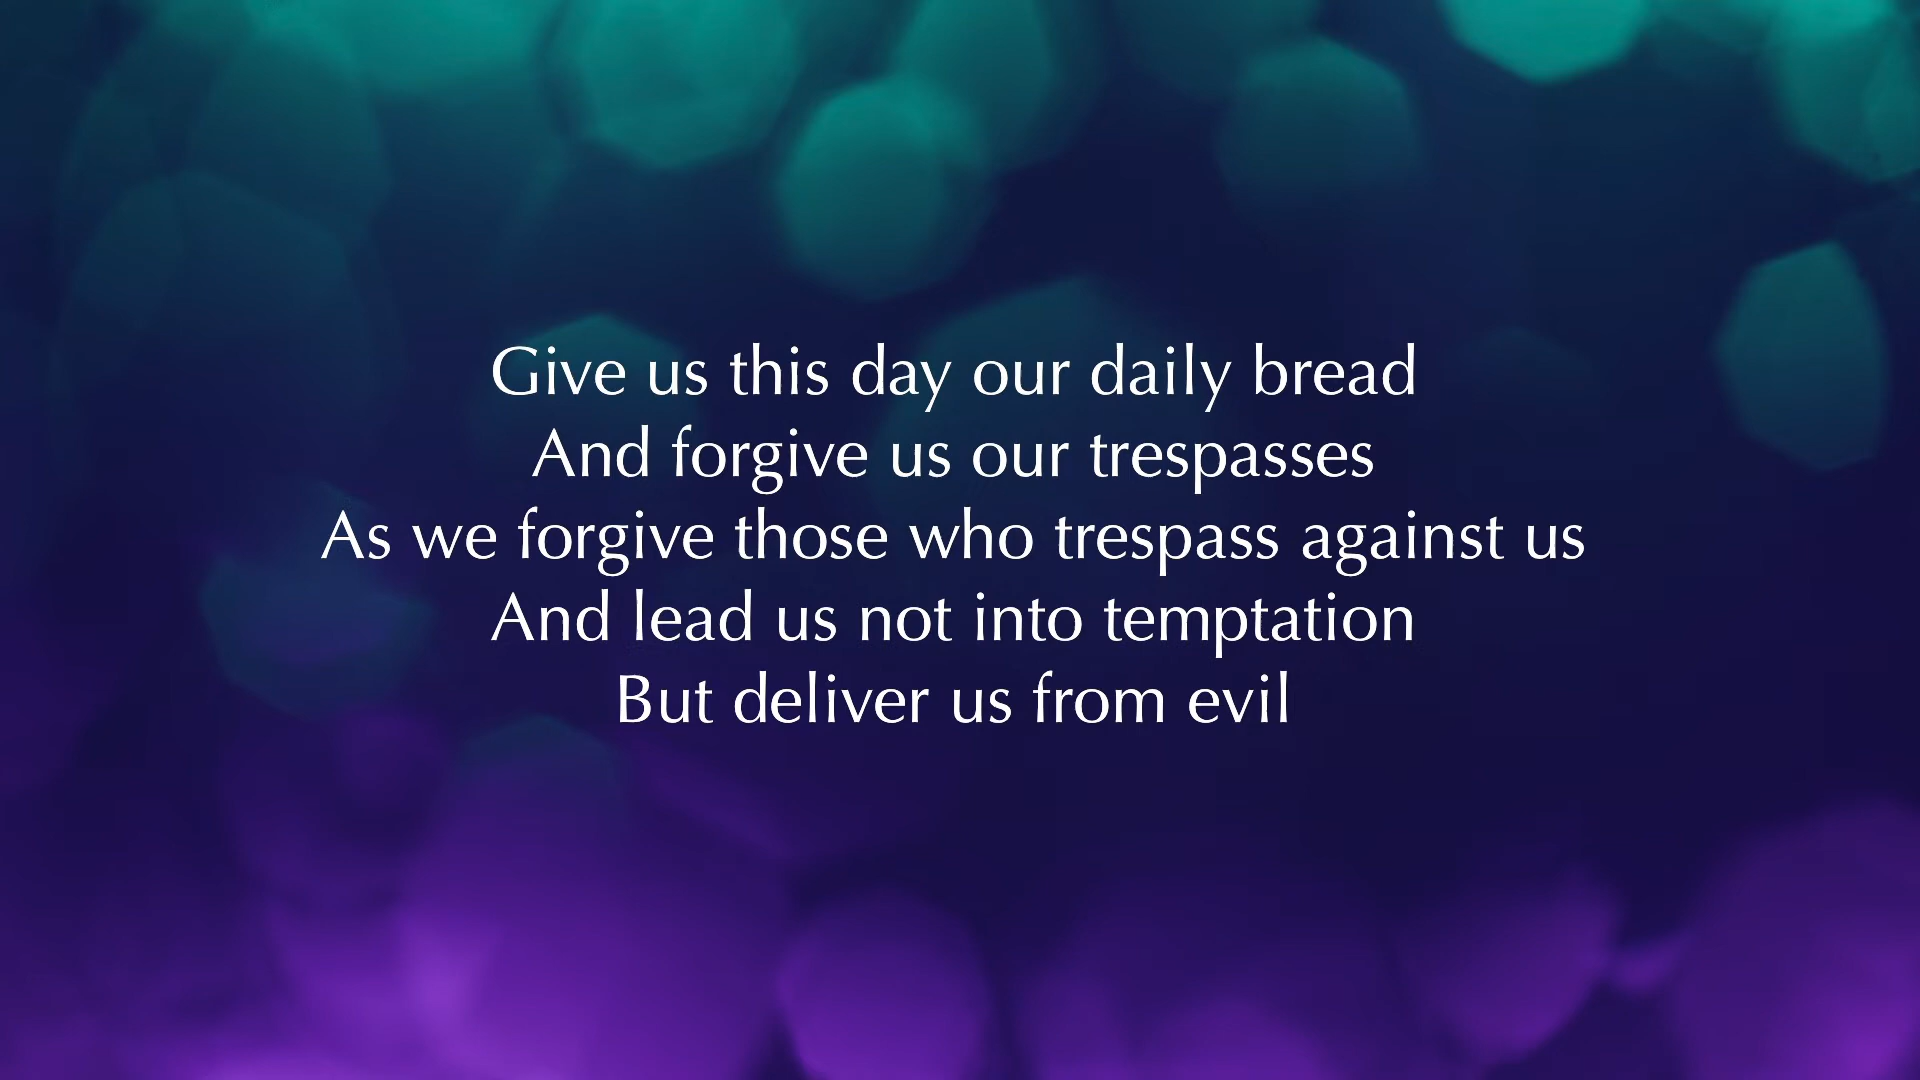 Give us this day our daily bread
And forgive us our trespasses
As we forgive those who trespass against us
And lead us not into temptation
But deliver us from evil